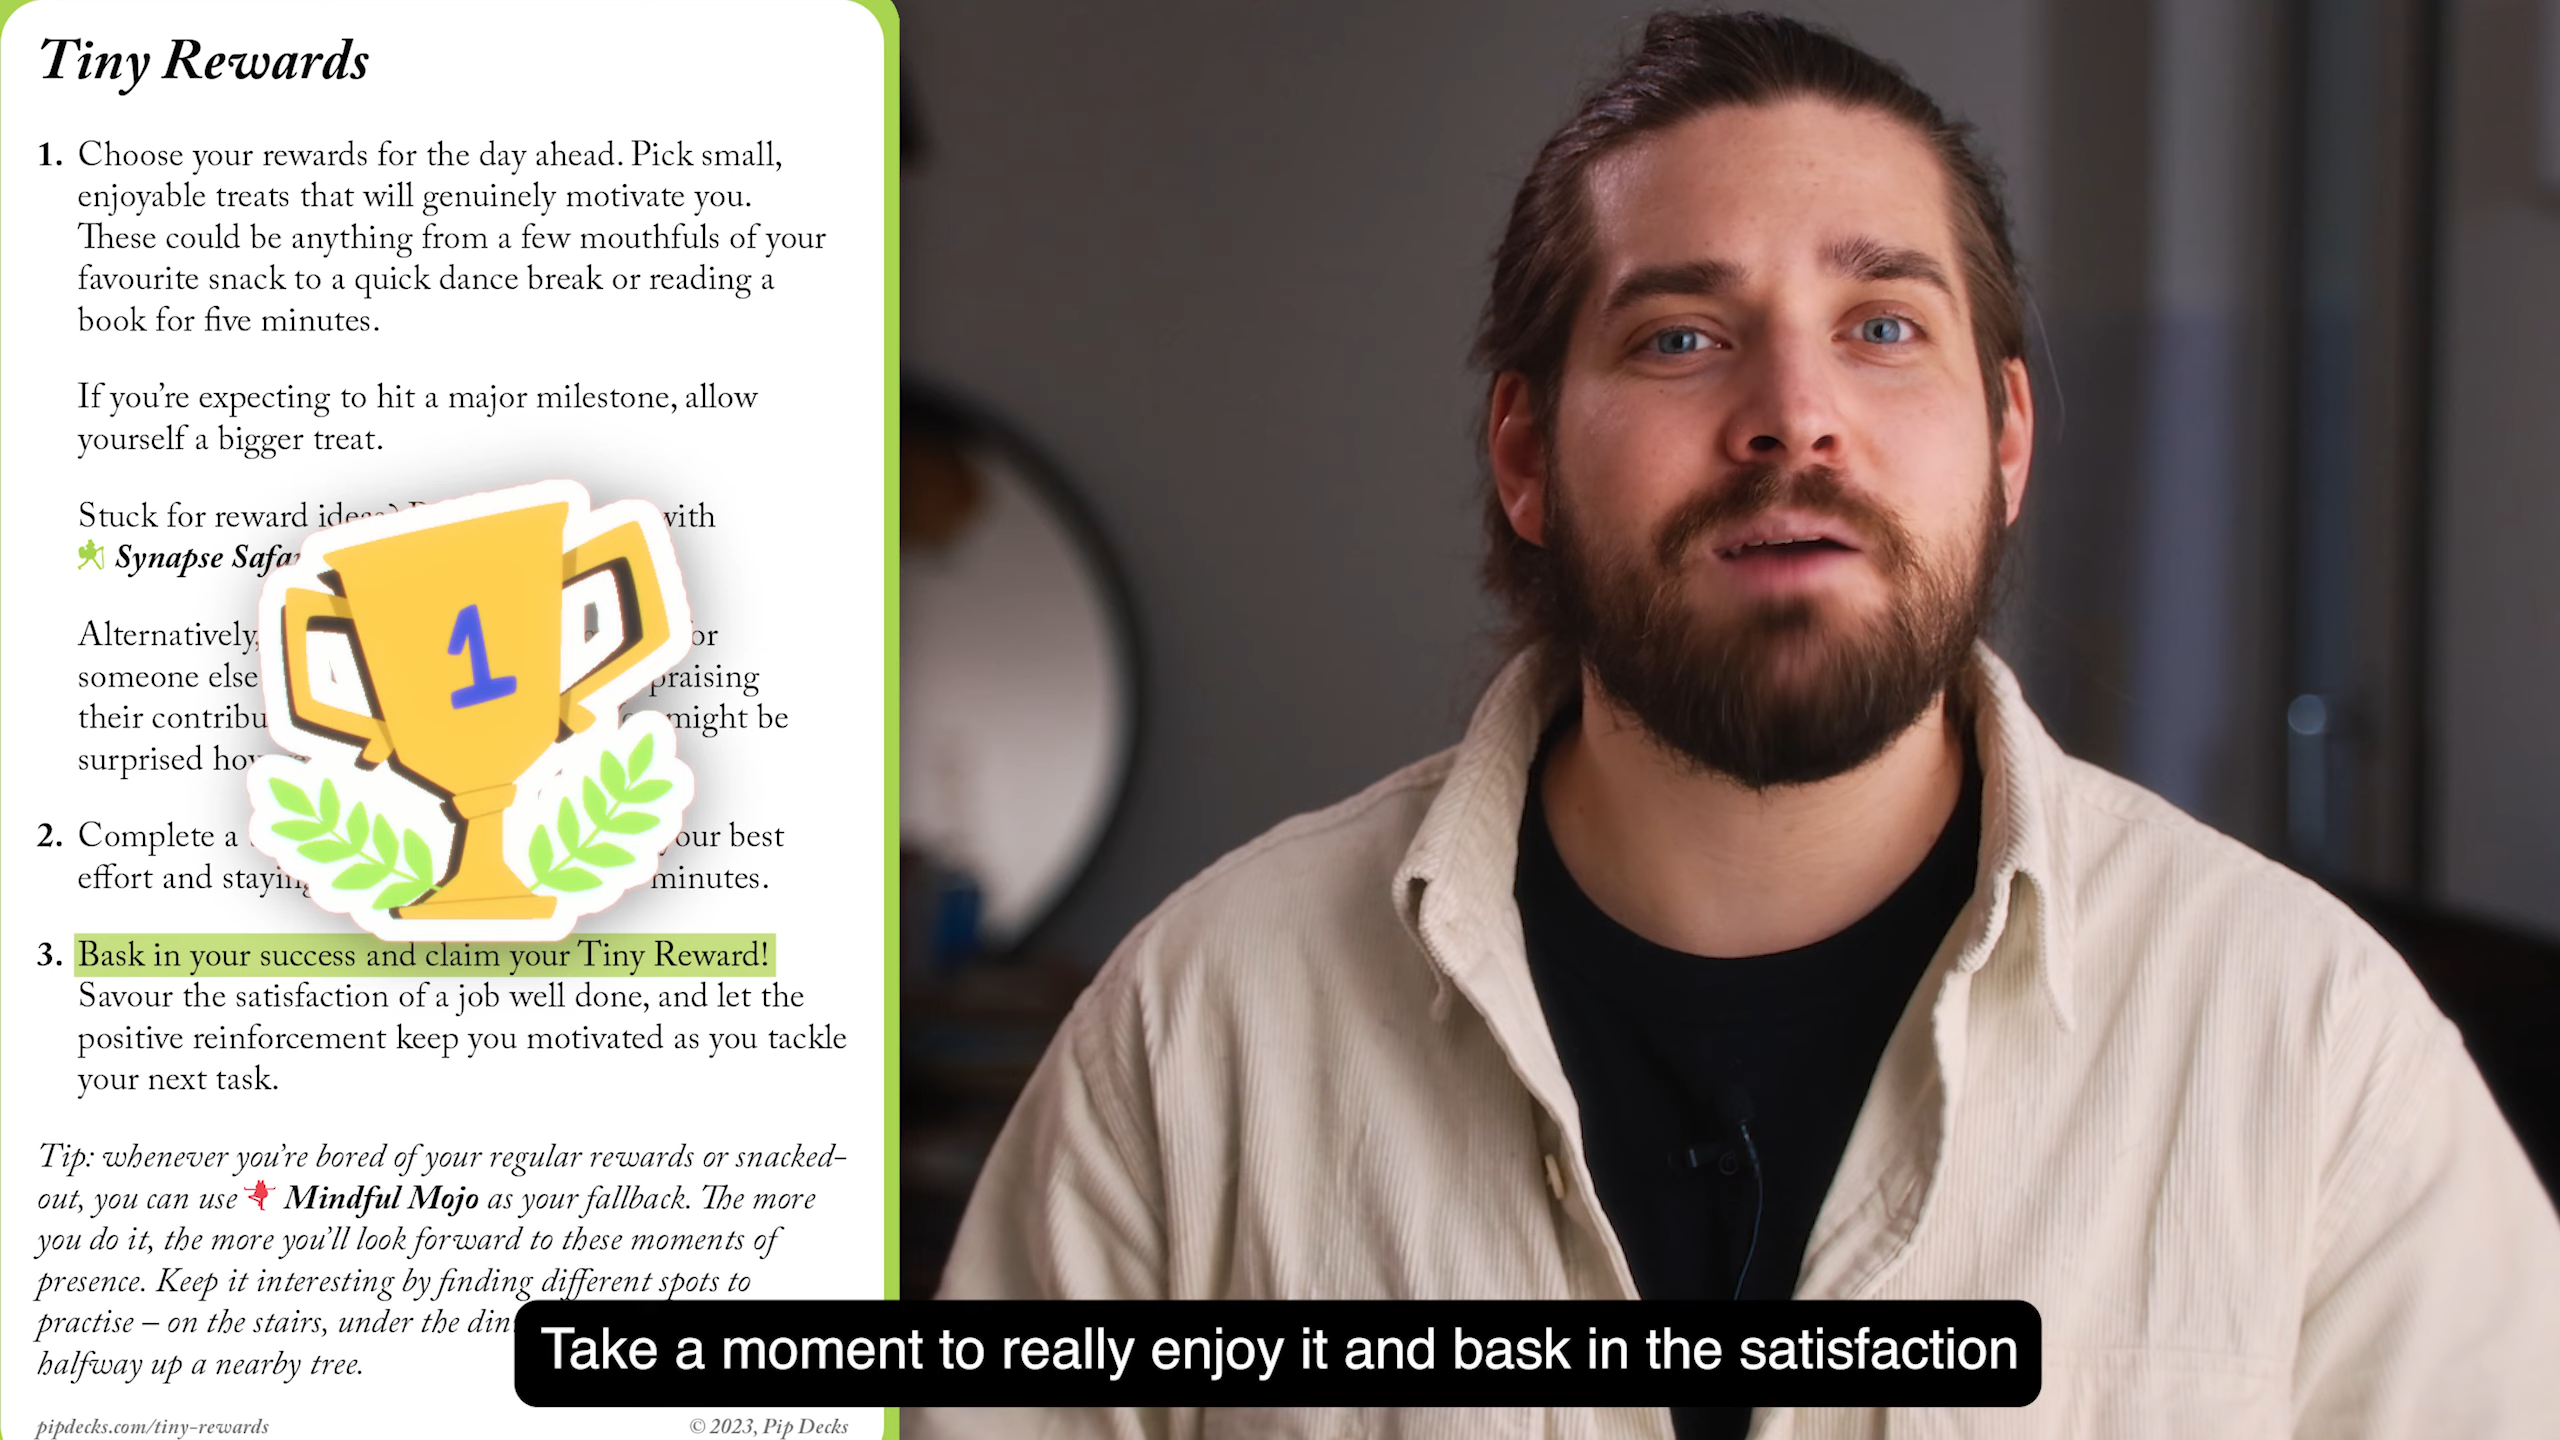 Tiny Rewards
1. Choose your rewards for the day ahead. Pick small,
enjoyable treats that will genuinely motivate you.
These could be anything from a few mouthfuls of your
favourite snack to a quick dance break or reading a
book for five minutes.
If you're expecting to hit a major milestone, allow
yourself a bigger treat.
Stuck for reward ideas? with
Synapse Safari
Alternatively, or
someone else praising
their might be
surprised
2. Complete a your best
effort and staying minutes.
3. Bask in your success and claim your Tiny Reward!
Savour the satisfaction of a job well done, and let the
positive reinforcement keep you motivated as you tackle
your next task.
Tip: whenever you're bored of your regular rewards or snacked-
out, you can use Mindful Mojo as your fallback. The more
you do it, the more you'll look forward to these moments of
presence. Keep it interesting by finding different spots to
practise – on the stairs, under the
halfway up a nearby tree.
pipdecks.com/tiny-rewards © 2023, Pip Decks
1
Take a moment to really enjoy it and bask in the satisfaction